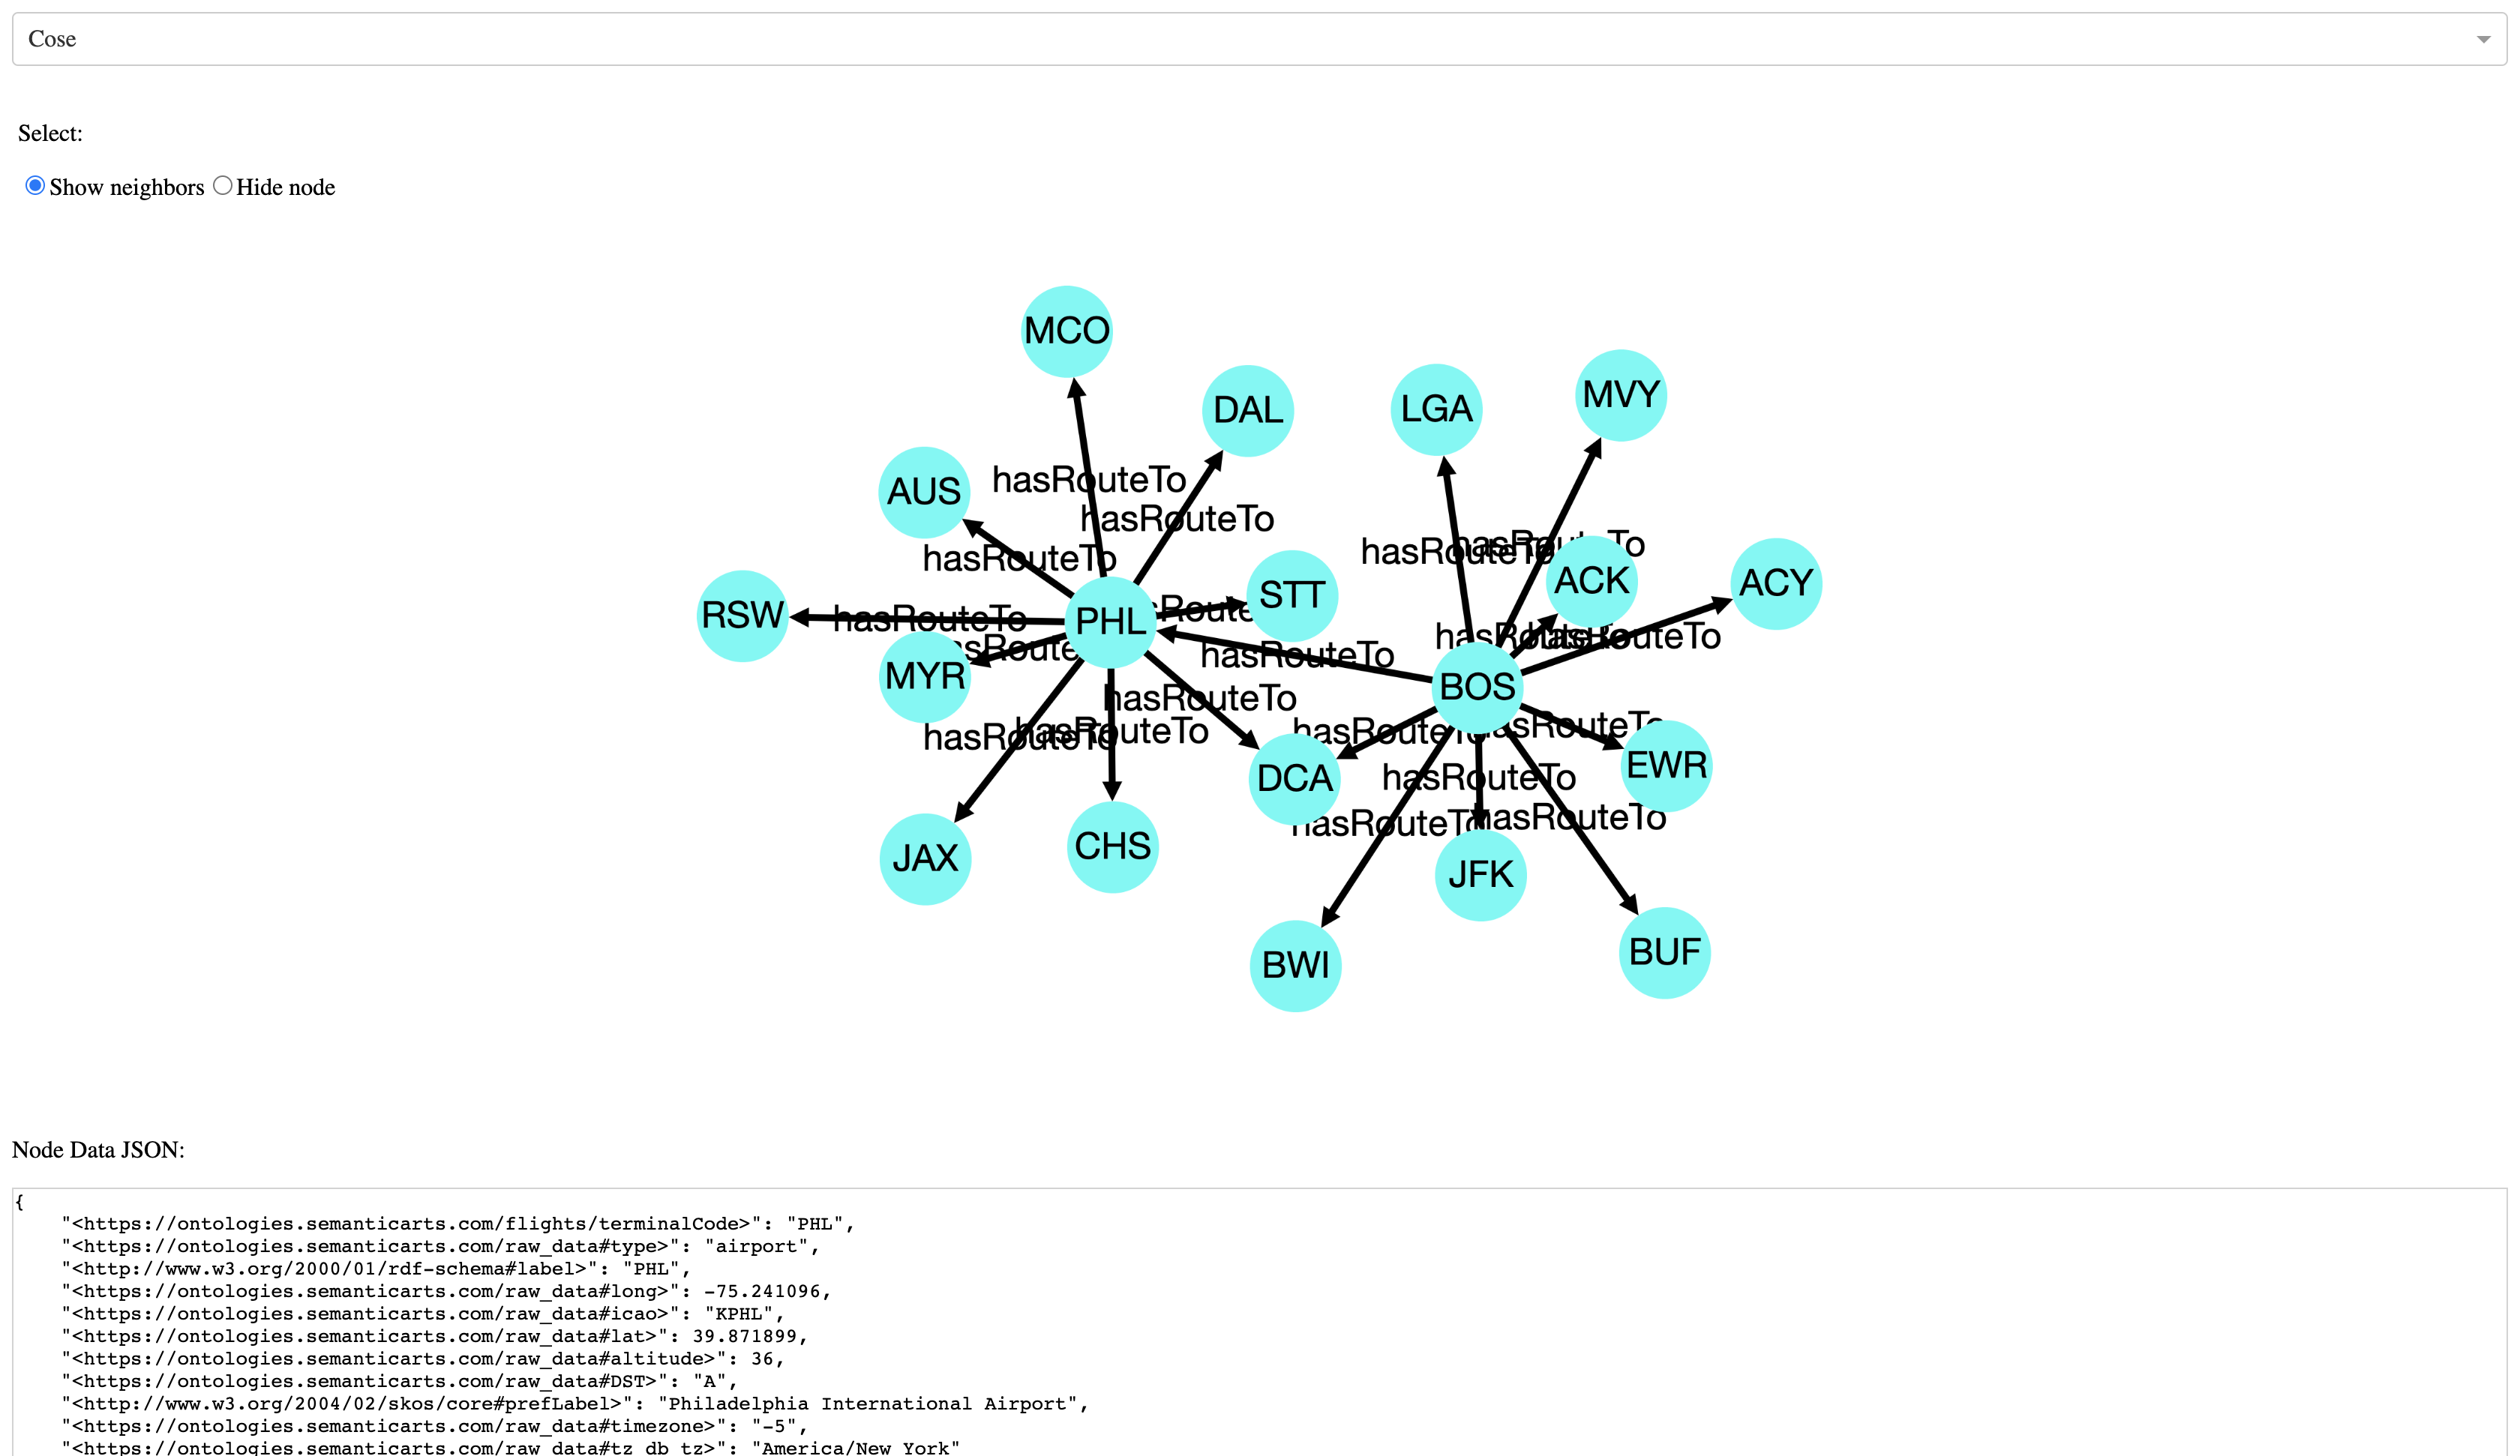 Cose
Select:
Show neighbors Hide node
MCO
DAL
LGA
MVY
AUS
hasRouteTo
hasRouteTo
hasRouteTo
hasRouteTo
hasRouteTo
ACK
ACY
STT
RSW
hasRouteTo
PHL
hasRouteTo
hasRouteTo
hasRouteTo
MYR
BOS
hasRouteTo
hasRouteTo
hasRouteTo
hasRouteTo
hasRouteTo
hasRouteTo
DCA
EWR
hasRouteTo
hasRouteTo
hasRouteTo
JAX
CHS
JFK
BWI
BUF
Node Data JSON:
{
"<https://ontologies.semanticarts.com/flights/terminalCode>": "PHL",
"<https://ontologies.semanticarts.com/raw_data#type>": "airport",
"<http://www.w3.org/2000/01/rdf-schema#label>": "PHL",
"<https://ontologies.semanticarts.com/raw_data#long>": -75.241096,
"<https://ontologies.semanticarts.com/raw_data#icao>": "KPHL",
"<https://ontologies.semanticarts.com/raw_data#lat>": 39.871899,
"<https://ontologies.semanticarts.com/raw_data#altitude>": 36,
"<https://ontologies.semanticarts.com/raw_data#DST>": "A",
"<http://www.w3.org/2004/02/skos/core#prefLabel>": "Philadelphia International Airport",
"<https://ontologies.semanticarts.com/raw_data#timezone>": "-5",
"<https://ontologies.semanticarts.com/raw_data#tz_db_tz>": "America/New_York"